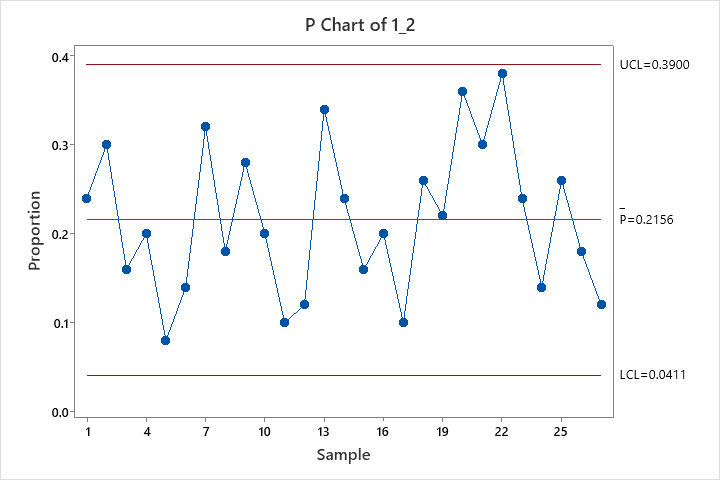 P Chart of 1_2
0.4
0.3
0.2
0.1
0.0
Proportion
UCL=0.3900
_
P=0.2156
LCL=0.0411
1 4 7 10 13 16 19 22 25
Sample